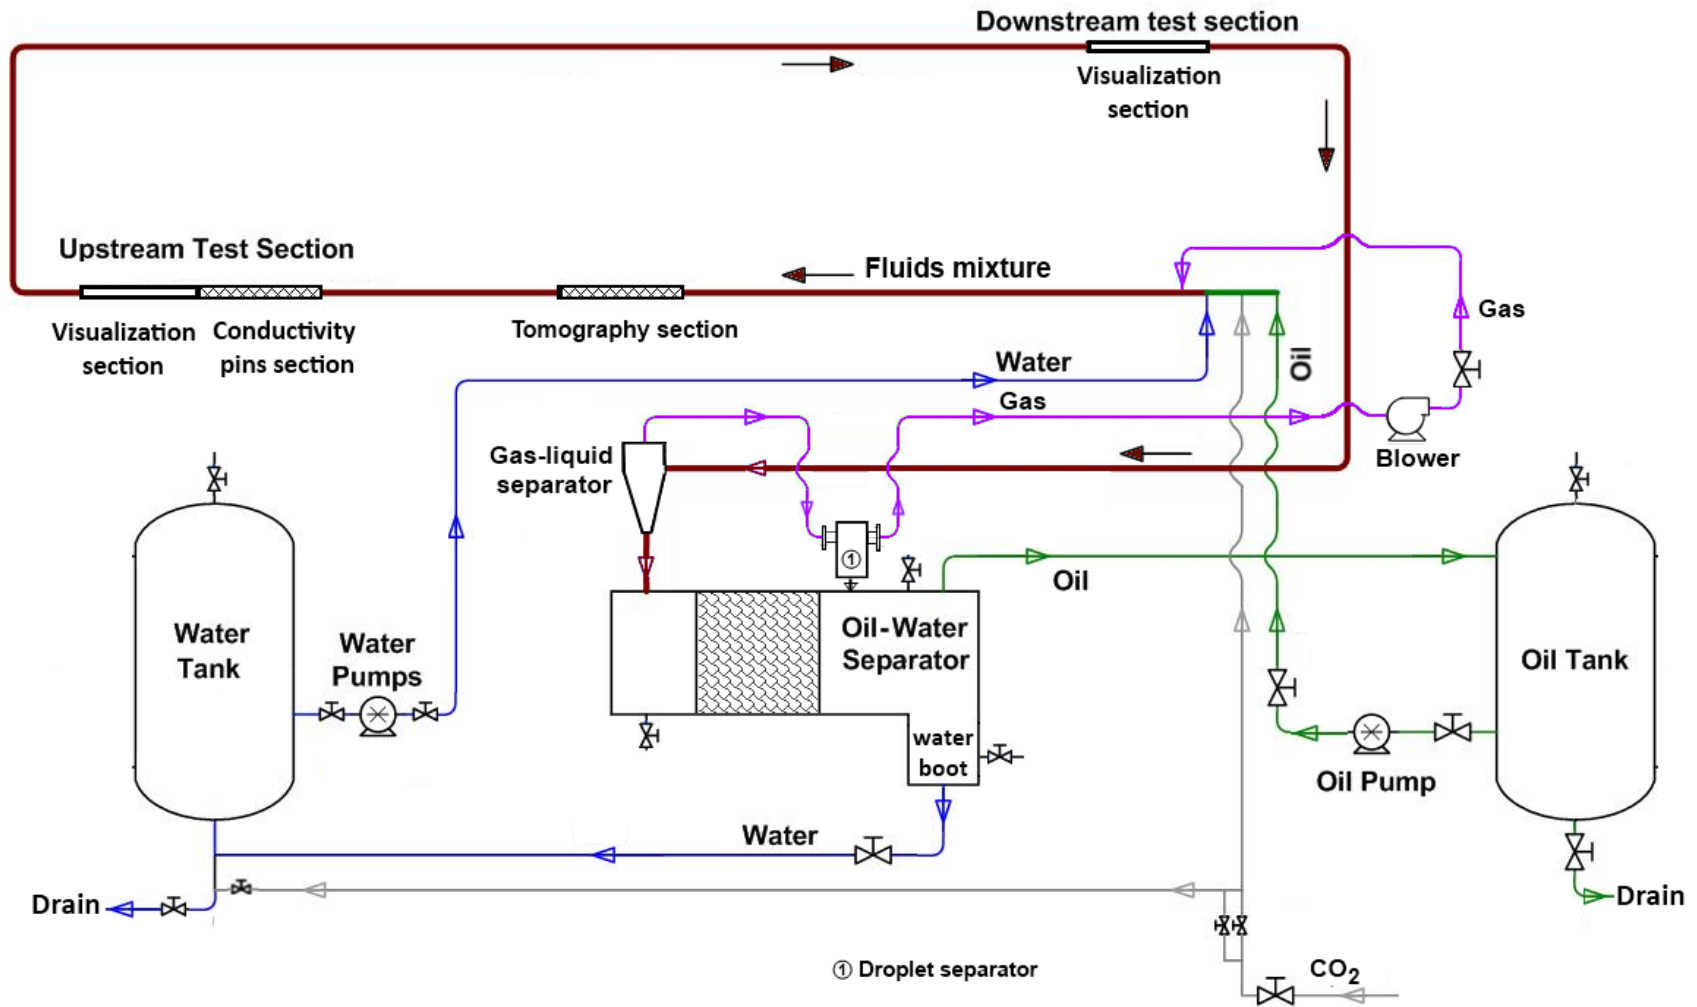 Downstream test section
Visualization
section
Upstream Test Section
Fluids mixture
Gas
Visualization
section
Conductivity
pins section
Tomography section
Oil
Water
Gas
Gas-liquid
separator
Blower
①
Oil
Water
Tank
Water
Pumps
Oil-Water
Separator
Oil Tank
water
boot
Oil Pump
Water
Drain
Drain
① Droplet separator
CO₂